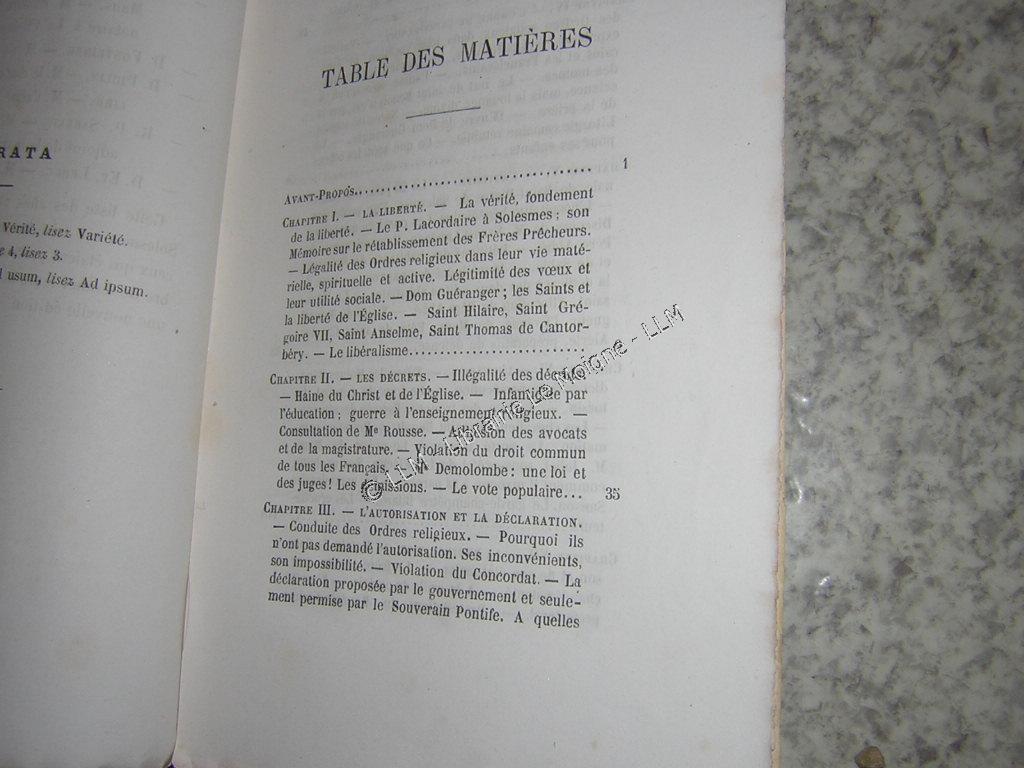 RATA
Vérité, lisez Variété.
4, lisez 3.
usum, lisez Ad ipsum.
TABLE DES MATIÈRES
AVANT-PROPOS. 1
CHAPITRE I. — LA LIBERTÉ. — La vérité, fondement
de la liberté. — Le P. Lacordaire à Solesmes ; son
Mémoire sur le rétablissement des Frères Prêcheurs.
— Légalité des Ordres religieux dans leur vie maté-
rielle, spirituelle et active. Légitimité des vœux et
leur utilité sociale. — Dom Guéranger ; les Saints et
la liberté de l'Église. — Saint Hilaire, Saint Gré-
goire VII, Saint Anselme, Saint Thomas de Cantor-
béry. — Le libéralisme
CHAPITRE II. — LES DÉCRETS. — Illégalité des décrets.
— Haine du Christ et de l'Église. — Infanticide par
l'éducation ; guerre à l'enseignement religieux. —
Consultation de Me Rousse. — Adhésion des avocats
et de la magistrature. — Violation du droit commun
de tous les Français. — Me Demolombe : une loi et
des juges ! Les démissions. — Le vote populaire... 35
CHAPITRE III. — L'AUTORISATION ET LA DÉCLARATION.
— Conduite des Ordres religieux. — Pourquoi ils
n'ont pas demandé l'autorisation. Ses inconvénients,
son impossibilité. — Violation du Concordat. — La
déclaration proposée par le gouvernement et seule-
ment permise par le Souverain Pontife. A quelles
© LLM - Librairie Le Moigne - LLM